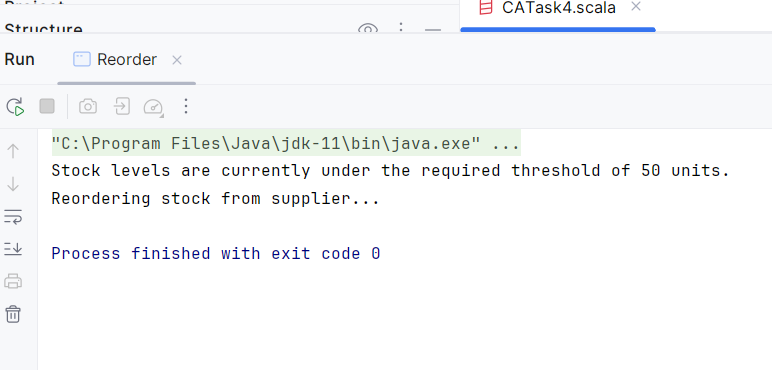 Project
CATask4.scala
Structure
Run
Reorder
"C:\Program Files\Java\jdk-11\bin\java.exe" ...
Stock levels are currently under the required threshold of 50 units.
Reordering stock from supplier...
Process finished with exit code 0